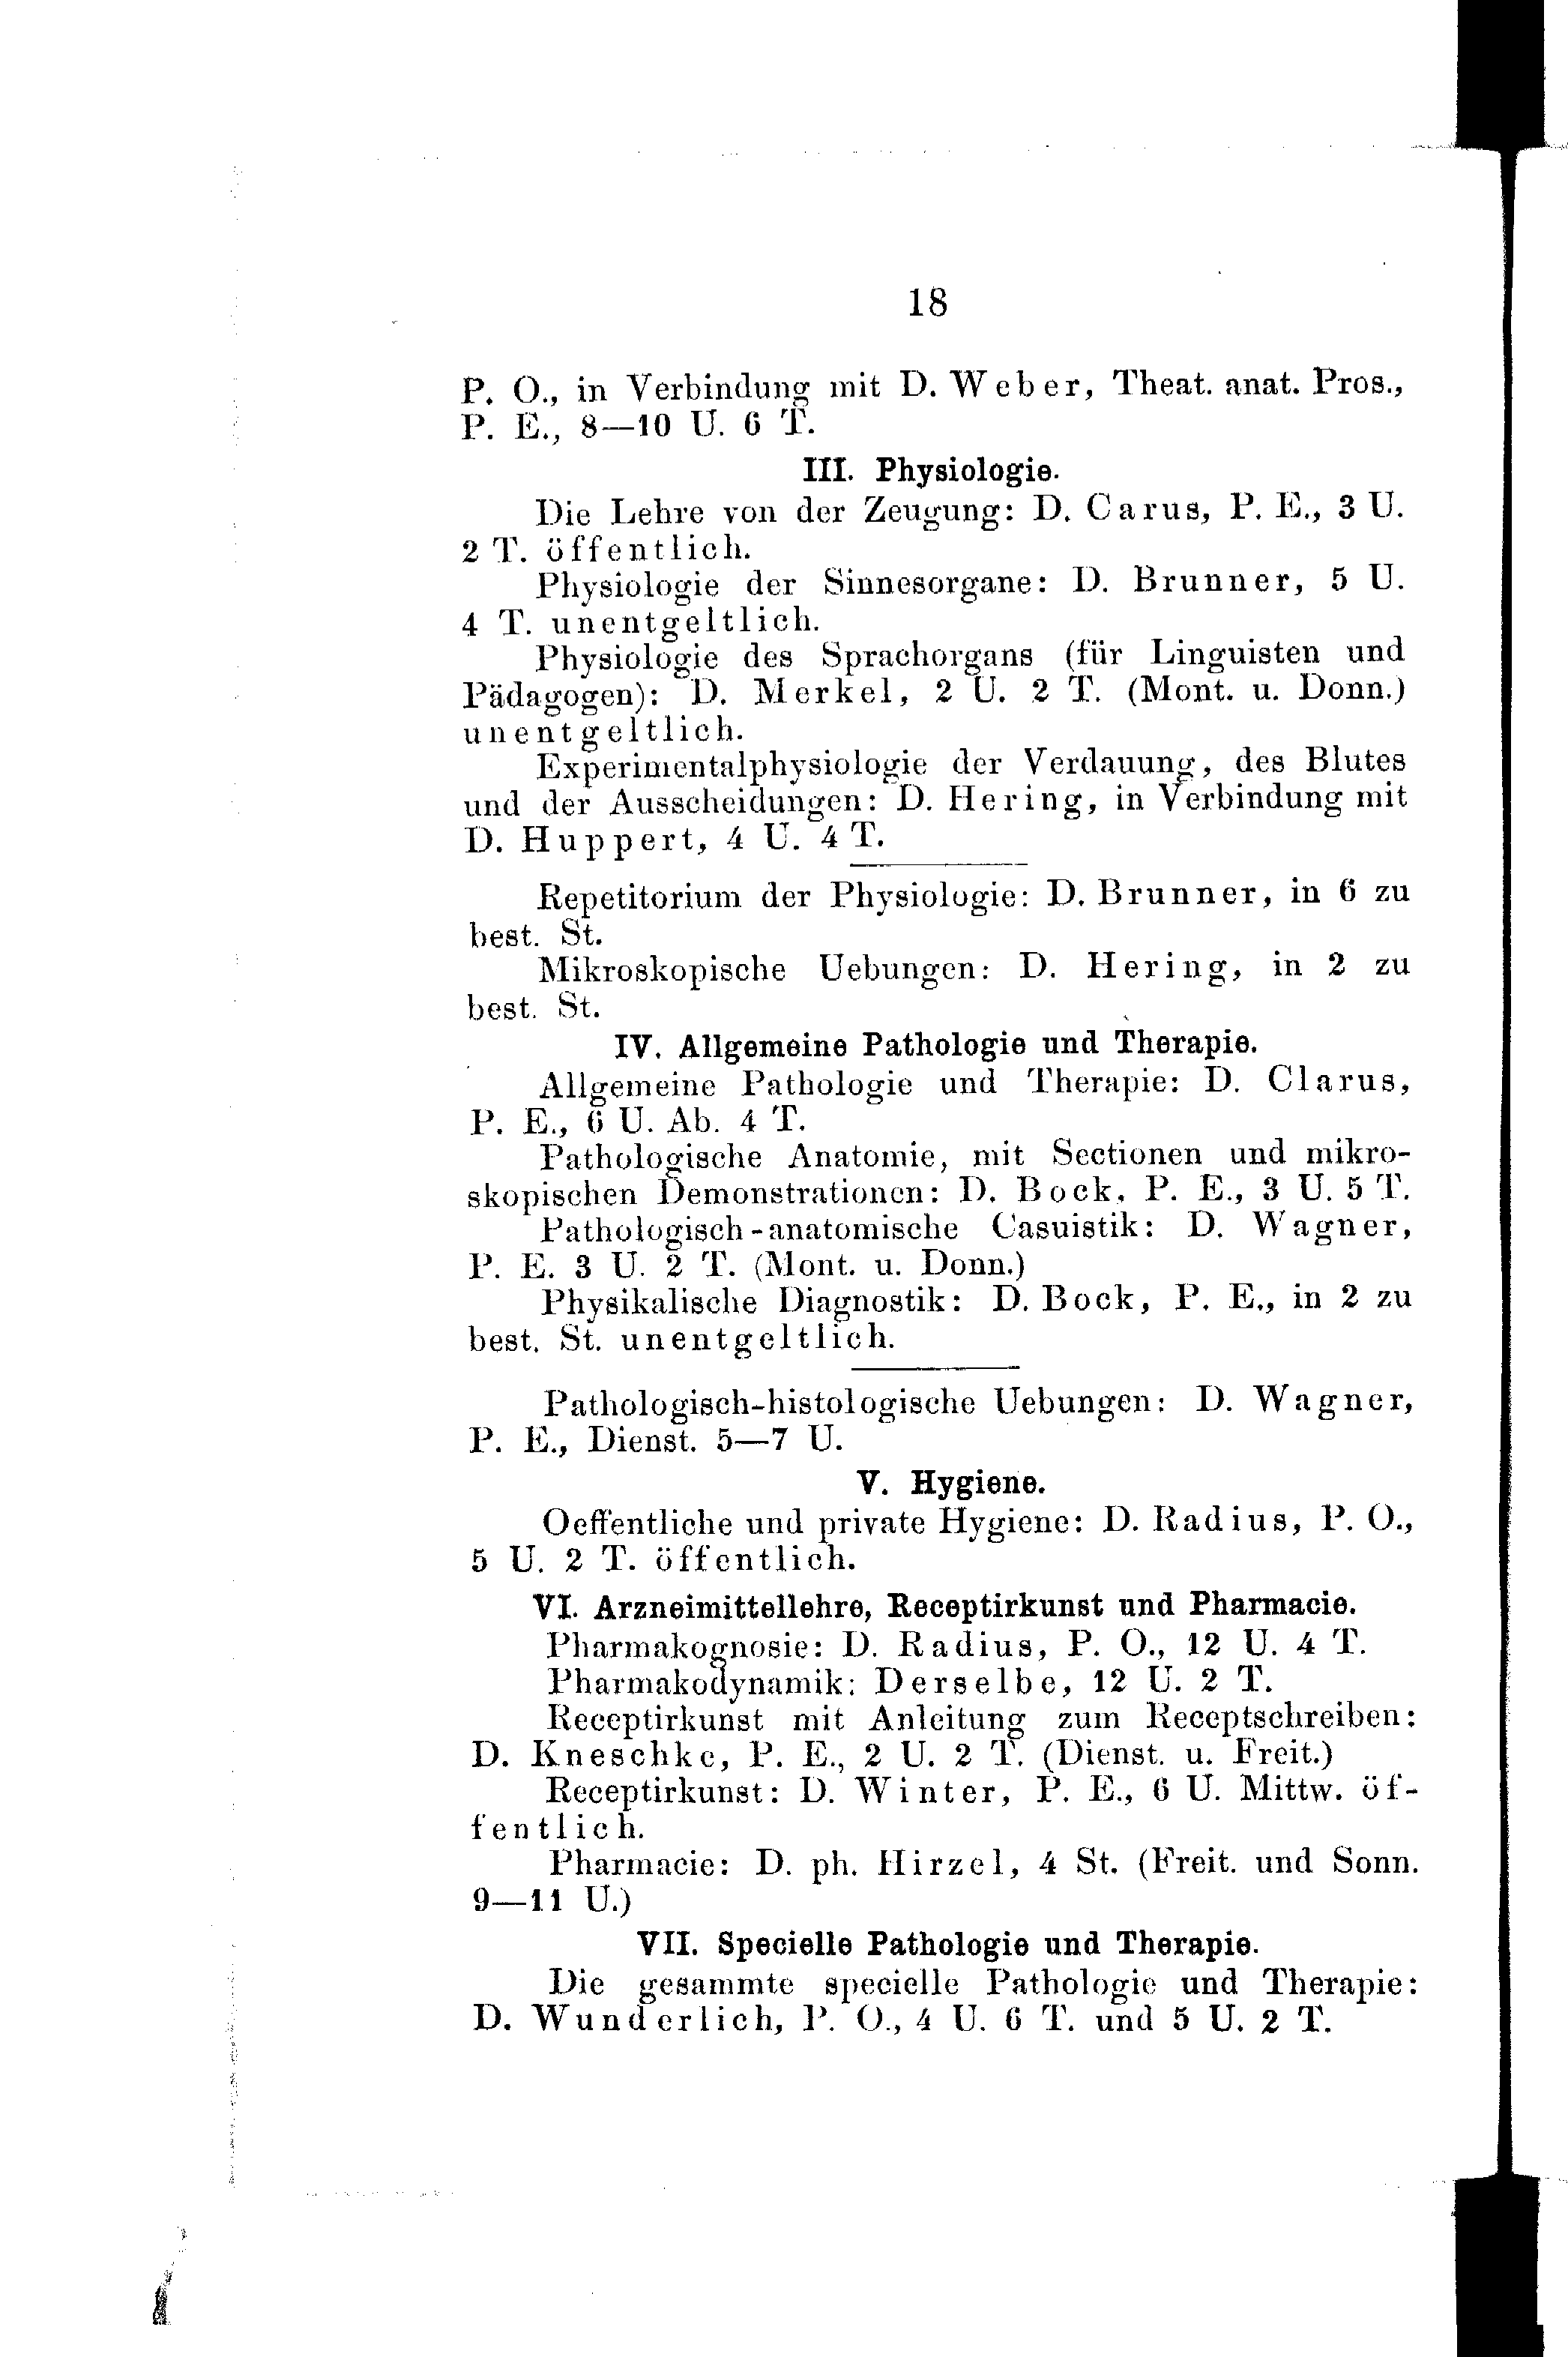 18
P. O., in Verbindung mit D. Weber, Theat. anat. Pros.,
P. E., 8—10 U. 6 T.
III. Physiologie.
Die Lehre von der Zeugung: D. Carus, P. E., 3 U.
2 T. öffentlich.
Physiologie der Sinnesorgane: D. Brunner, 5 U.
4 T. unentgeltlich.
Physiologie des Sprachorgans (für Linguisten und
Pädagogen): D. Merkel, 2 U. 2 T. (Mont. u. Donn.)
unentgeltlich.
Experimentalphysiologie der Verdauung, des Blutes
und der Ausscheidungen: D. Hering, in Verbindung mit
D. Huppert, 4 U. 4 T.
Repetitorium der Physiologie: D. Brunner, in 6 zu
best. St.
Mikroskopische Uebungen: D. Hering, in 2 zu
best. St.
IV. Allgemeine Pathologie und Therapie.
Allgemeine Pathologie und Therapie: D. Clarus,
P. E., 6 U. Ab. 4 T.
Pathologische Anatomie, mit Sectionen und mikro-
skopischen Demonstrationen: D. Bock, P. E., 3 U. 5 T.
Pathologisch-anatomische Casuistik: D. Wagner,
P. E. 3 U. 2 T. (Mont. u. Donn.)
Physikalische Diagnostik: D. Bock, P. E., in 2 zu
best. St. unentgeltlich.
Pathologisch-histologische Uebungen: D. Wagner,
P. E., Dienst. 5—7 U.
V. Hygiene.
Oeffentliche und private Hygiene: D. Radius, P. O.,
5 U. 2 T. öffentlich.
VI. Arzneimittellehre, Receptirkunst und Pharmacie.
Pharmakognosie: D. Radius, P. O., 12 U. 4 T.
Pharmakodynamik: Derselbe, 12 U. 2 T.
Receptirkunst mit Anleitung zum Receptschreiben:
D. Kneschke, P. E., 2 U. 2 T. (Dienst. u. Freit.)
Receptirkunst: D. Winter, P. E., 6 U. Mittw. öf-
fentlich.
Pharmacie: D. ph. Hirzel, 4 St. (Freit. und Sonn.
9—11 U.)
VII. Specielle Pathologie und Therapie.
Die gesammte specielle Pathologie und Therapie:
D. Wunderlich, P. O., 4 U. 6 T. und 5 U. 2 T.